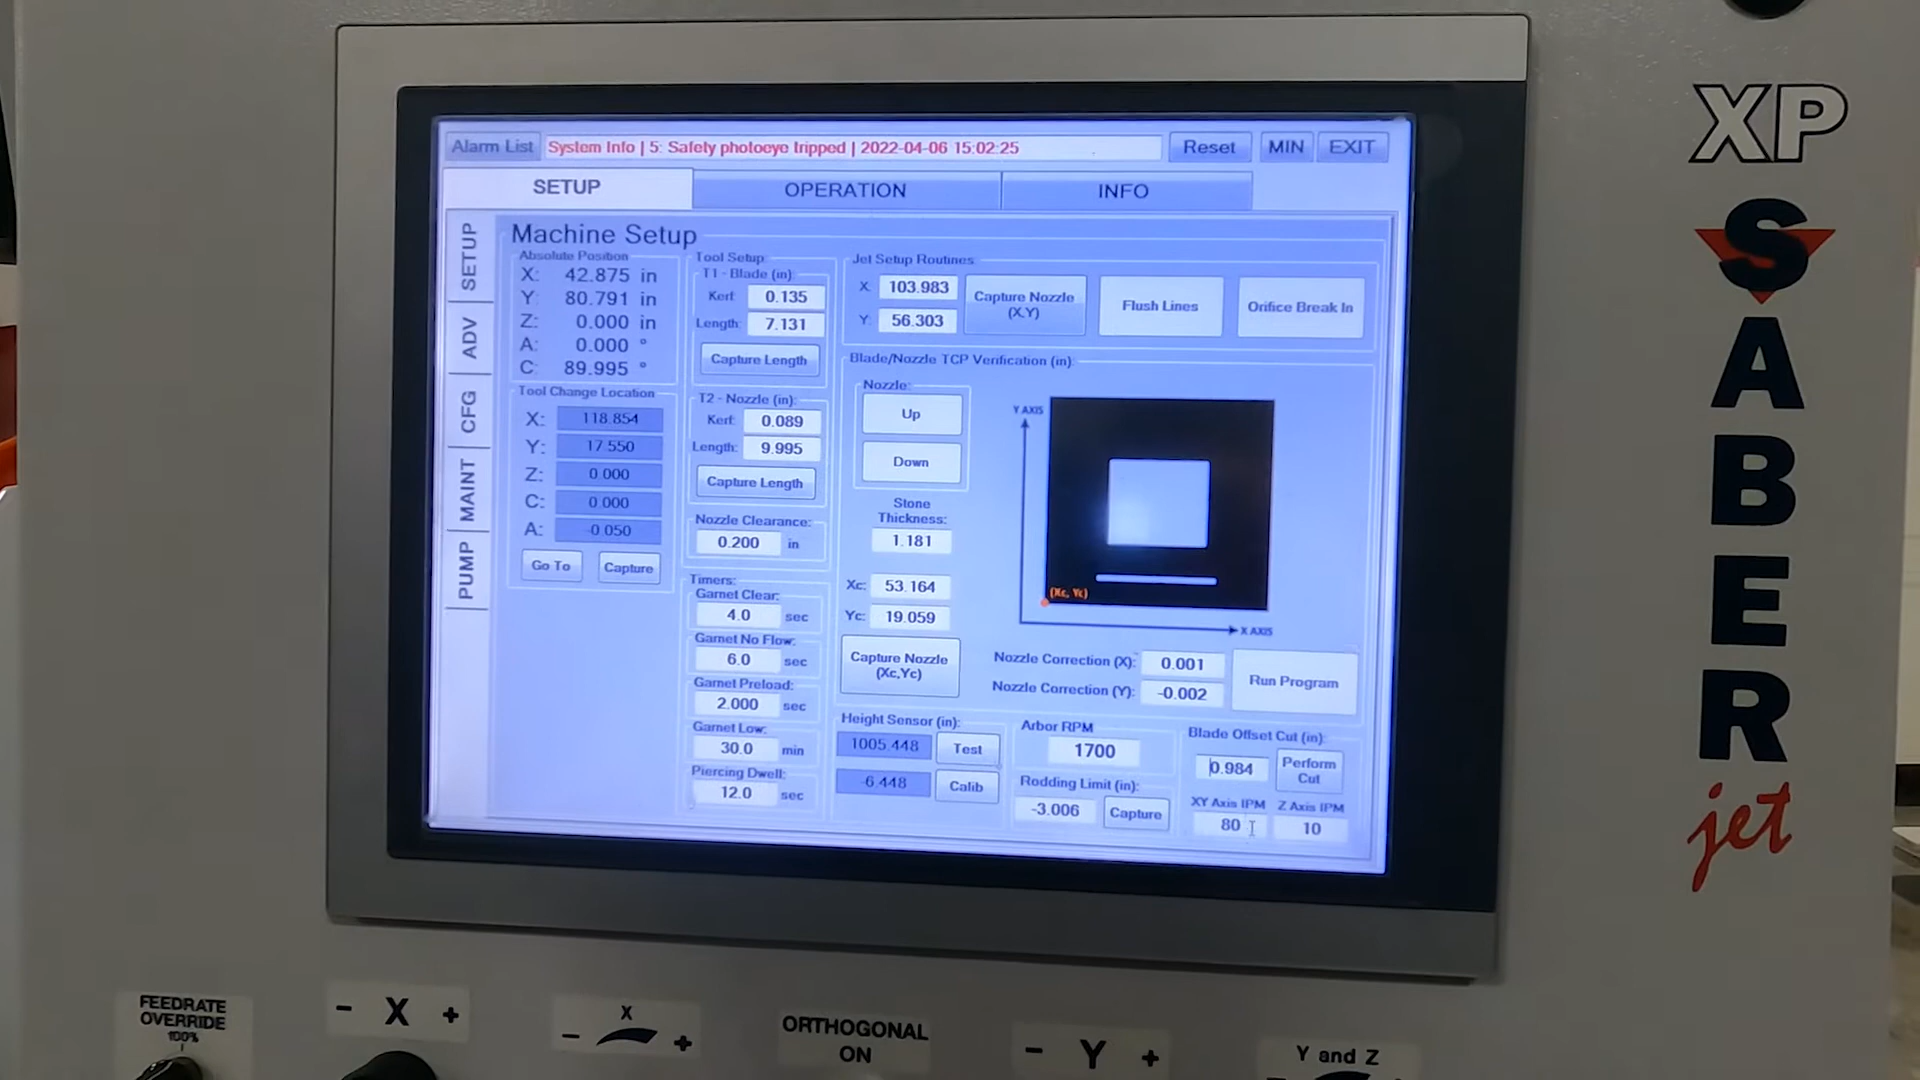 Alarm List System Info | 5: Safety photoeye tripped | 2022-04-06 15:02:25 Reset MIN EXIT
SETUP OPERATION INFO
SETUP
ADV
CFG
MAINT
PUMP
Machine Setup
Absolute Position
X: 42.875 in
Y: 80.791 in
Z: 0.000 in
A: 0.000 °
C: 89.995 °
Tool Change Location
X: 118.854
Y: 17.550
Z: 0.000
C: 0.000
A: -0.050
Go To Capture
Tool Setup:
T1 - Blade (in):
Kerf: 0.135
Length: 7.131
Capture Length
T2 - Nozzle (in):
Kerf: 0.089
Length: 9.995
Capture Length
Nozzle Clearance:
0.200 in
Timers:
Garnet Clear:
4.0 sec
Garnet No Flow:
6.0 sec
Garnet Preload:
2.000 sec
Garnet Low:
30.0 min
Piercing Dwell:
12.0 sec
Jet Setup Routines
X: 103.983
Y: 56.303
Capture Nozzle
(X,Y)
Flush Lines
Orifice Break In
Blade/Nozzle TCP Verification (in):
Nozzle:
Up
Down
Stone
Thickness:
1.181
Xc: 53.164
Yc: 19.059
Capture Nozzle
(Xc,Yc)
Y AXIS
(Xc, Yc)
X AXIS
Nozzle Correction (X): 0.001
Nozzle Correction (Y): -0.002
Run Program
Height Sensor (in):
1005.448 Test
-6.448 Calib
Arbor RPM
1700
Rodding Limit (in):
-3.006 Capture
Blade Offset Cut (in):
0.984 Perform
Cut
XY Axis IPM Z Axis IPM
80 10
XP
SABER
jet
FEEDRATE
OVERRIDE
100%
- X +
X
- +
ORTHOGONAL
ON
- Y +
Y and Z